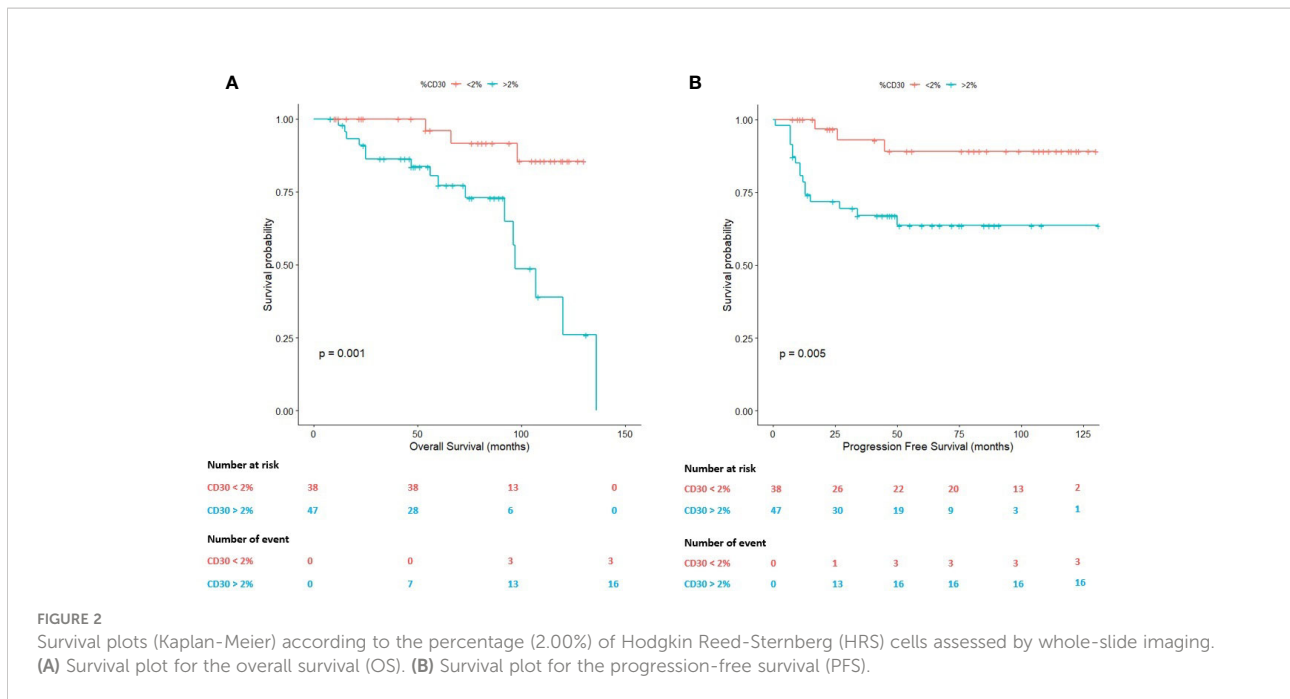 A
%CD30 <2% >2%
1.00
0.75
0.50
0.25
0.00
Survival probability
p = 0.001
0 50 100 150
Overall Survival (months)
Number at risk
CD30 < 2% 38 38 13 0
CD30 > 2% 47 28 6 0
Number of event
CD30 < 2% 0 0 3 3
CD30 > 2% 0 7 13 16
B
%CD30 <2% >2%
1.00
0.75
0.50
0.25
0.00
Survival probability
p = 0.005
0 25 50 75 100 125
Progression Free Survival (months)
Number at risk
CD30 < 2% 38 26 22 20 13 2
CD30 > 2% 47 30 19 9 3 1
Number of event
CD30 < 2% 0 1 3 3 3 3
CD30 > 2% 0 13 16 16 16 16
FIGURE 2
Survival plots (Kaplan-Meier) according to the percentage (2.00%) of Hodgkin Reed-Sternberg (HRS) cells assessed by whole-slide imaging.
(A) Survival plot for the overall survival (OS). (B) Survival plot for the progression-free survival (PFS).